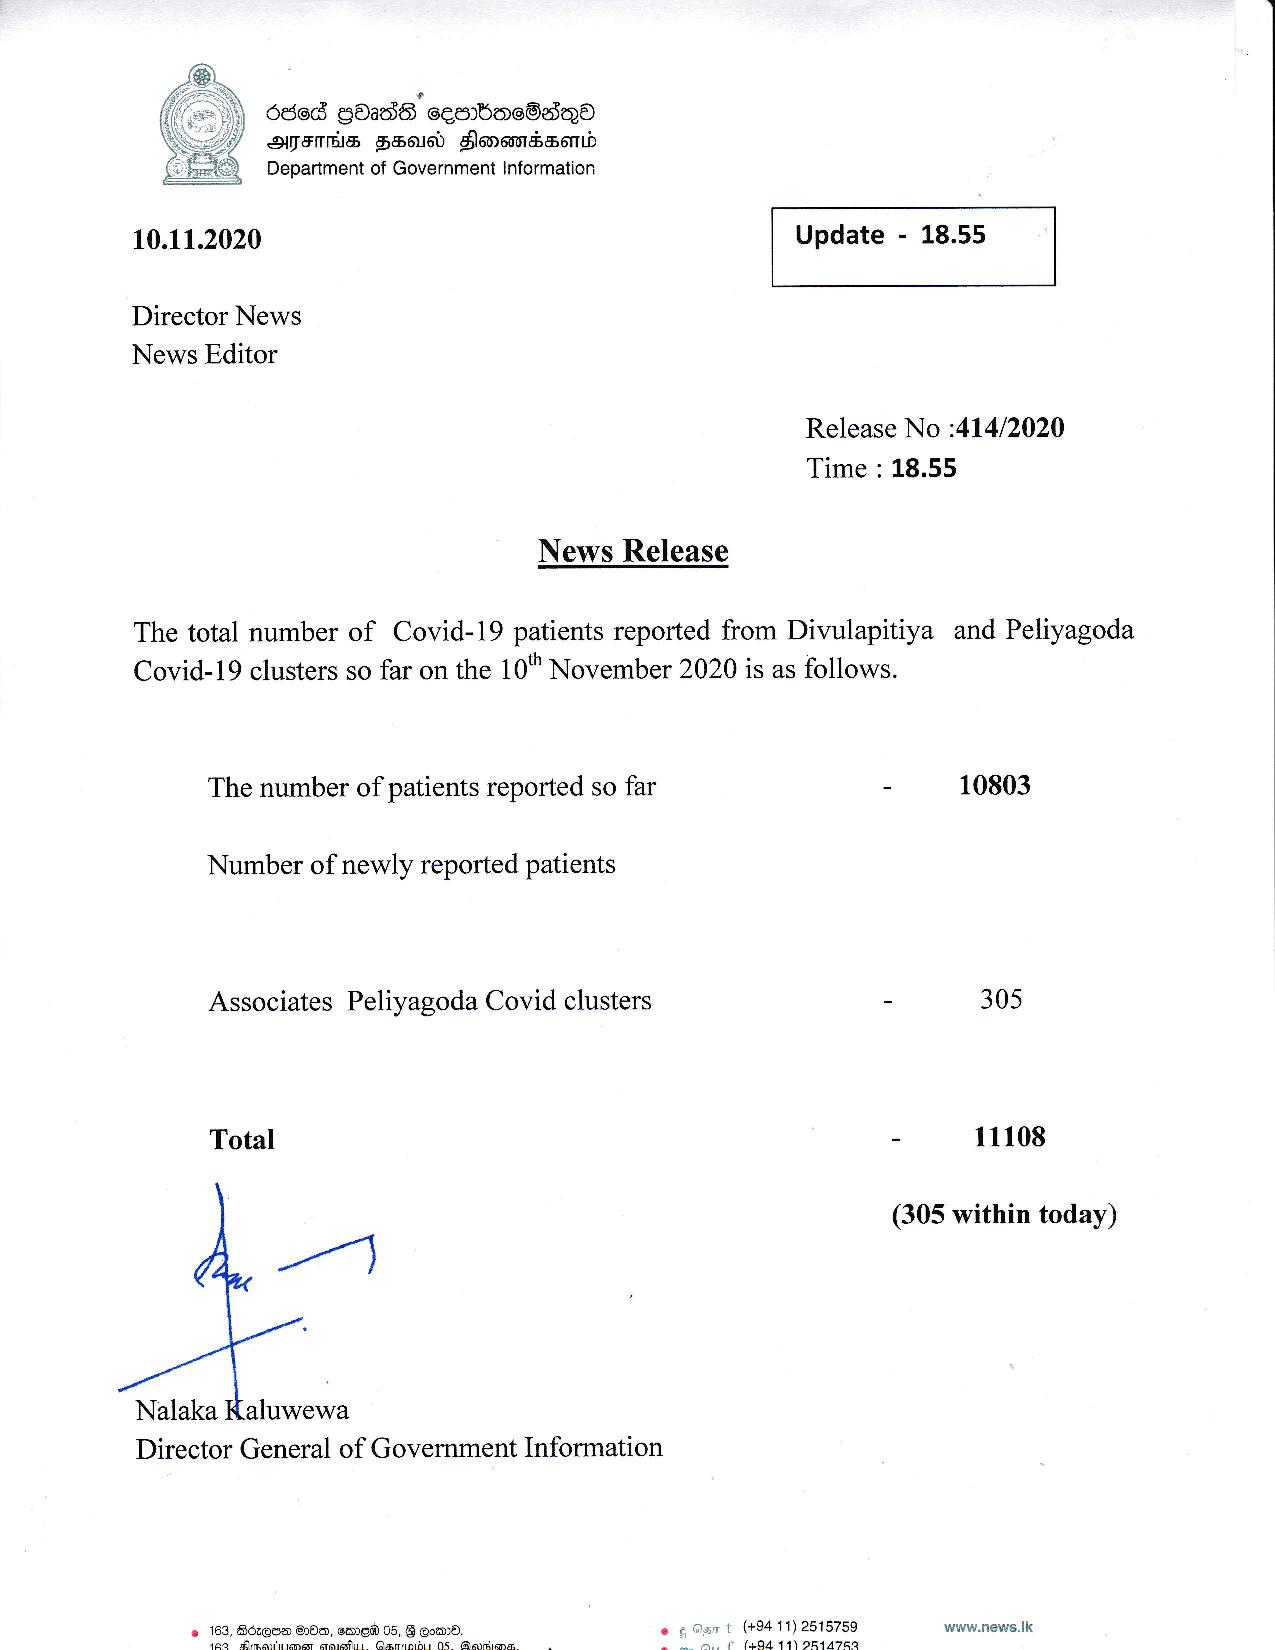 රජයේ ප්‍රවෘත්ති දෙපාර්තමේන්තුව
அரசாங்க தகவல் திணைக்களம்
Department of Government Information
10.11.2020
Update - 18.55
Director News
News Editor
Release No :414/2020
Time : 18.55
News Release
The total number of Covid-19 patients reported from Divulapitiya and Peliyagoda
Covid-19 clusters so far on the 10th November 2020 is as follows.
The number of patients reported so far - 10803
Number of newly reported patients
Associates Peliyagoda Covid clusters - 305
Total - 11108
(305 within today)
Nalaka Kaluwewa
Director General of Government Information
163, කිරුළපන මාවත, කොළඹ 05, ශ්‍රී ලංකාව.
t (+94 11) 2515759
www.news.lk
163, கிருலப்பனை எவனியு, கொழும்பு 05, இலங்கை.
f (+94 11) 2514753